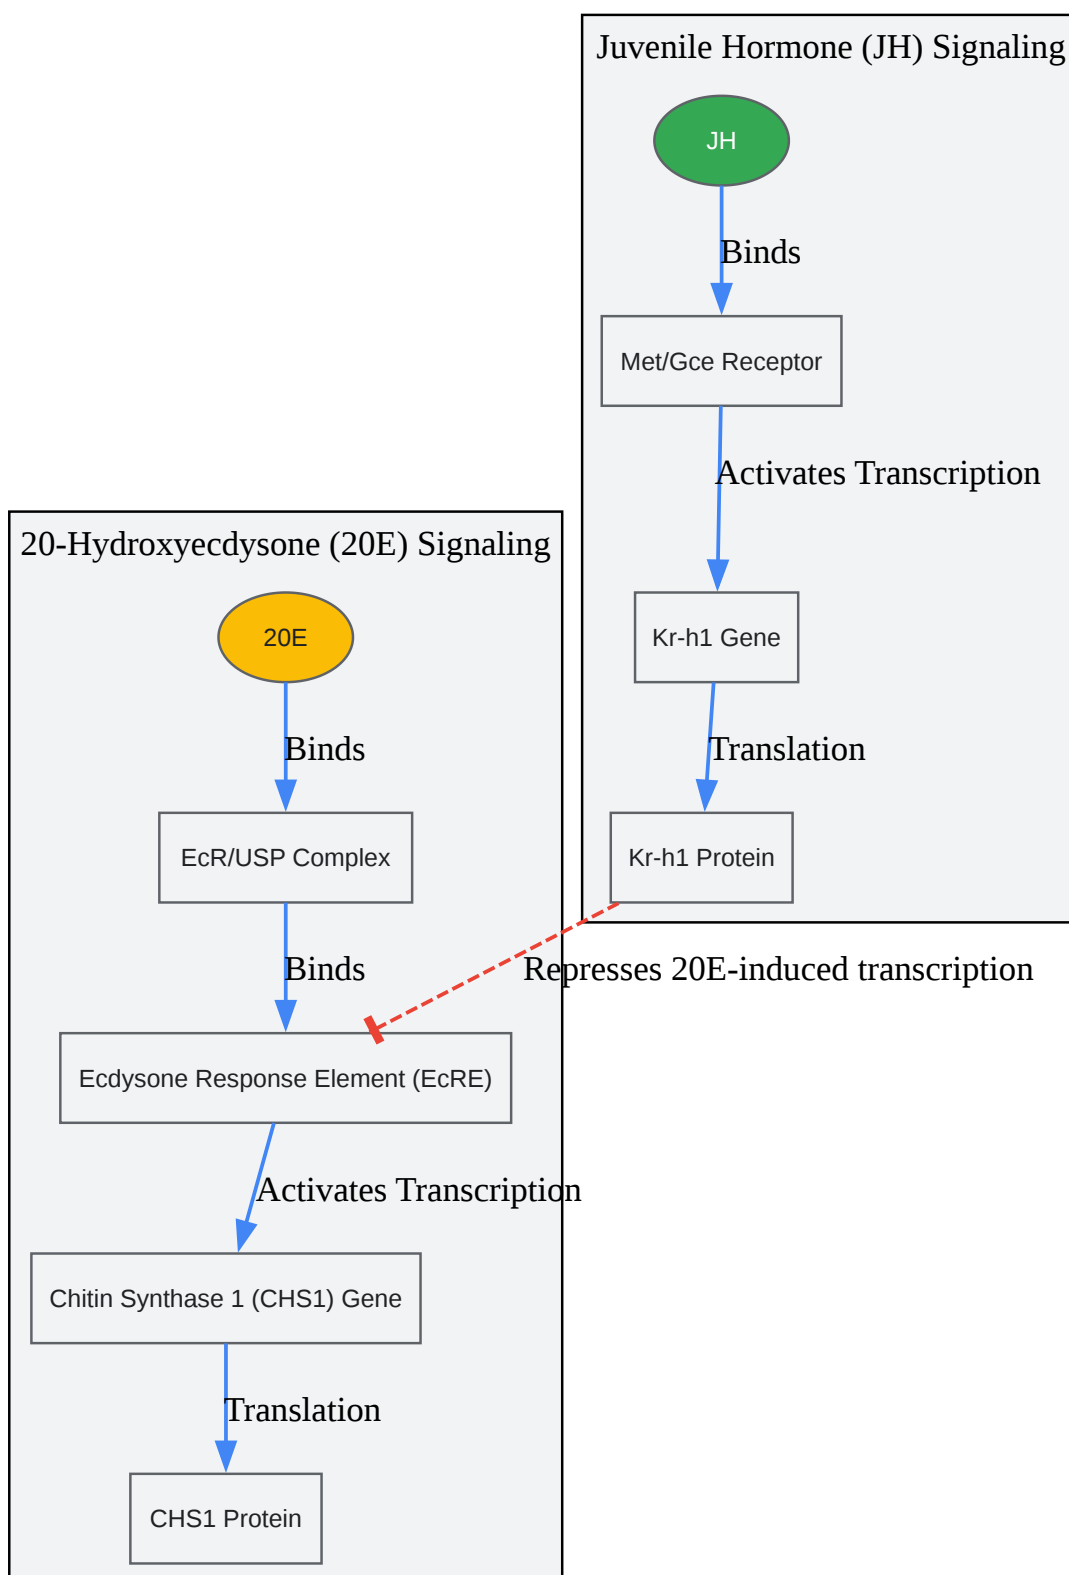 Juvenile Hormone (JH) Signaling
JH
Binds
Met/Gce Receptor
Activates Transcription
Kr-h1 Gene
Translation
Kr-h1 Protein
Represses 20E-induced transcription
20-Hydroxyecdysone (20E) Signaling
20E
Binds
EcR/USP Complex
Binds
Ecdysone Response Element (EcRE)
Activates Transcription
Chitin Synthase 1 (CHS1) Gene
Translation
CHS1 Protein